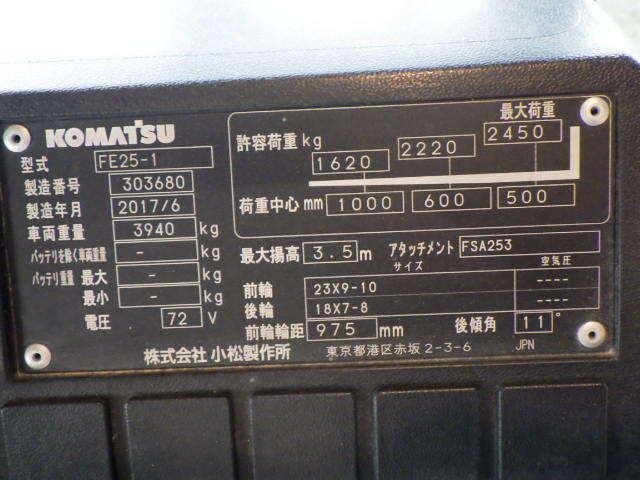 KOMATSU
型式 FE25-1
製造番号 303680
製造年月 2017/6
車両重量 3940 kg
バッテリを除く車両重量 - kg
バッテリ重量 最大 - kg
最小 - kg
電圧 72 V
最大荷重
許容荷重 kg 1620 2220 2450
荷重中心 mm 1000 600 500
最大揚高 3.5 m アタッチメント FSA253
サイズ 空気圧
前輪 23X9-10 ----
後輪 18X7-8 ----
前輪輪距 975 mm 後傾角 11°
株式会社 小松製作所 東京都港区赤坂 2-3-6 JPN